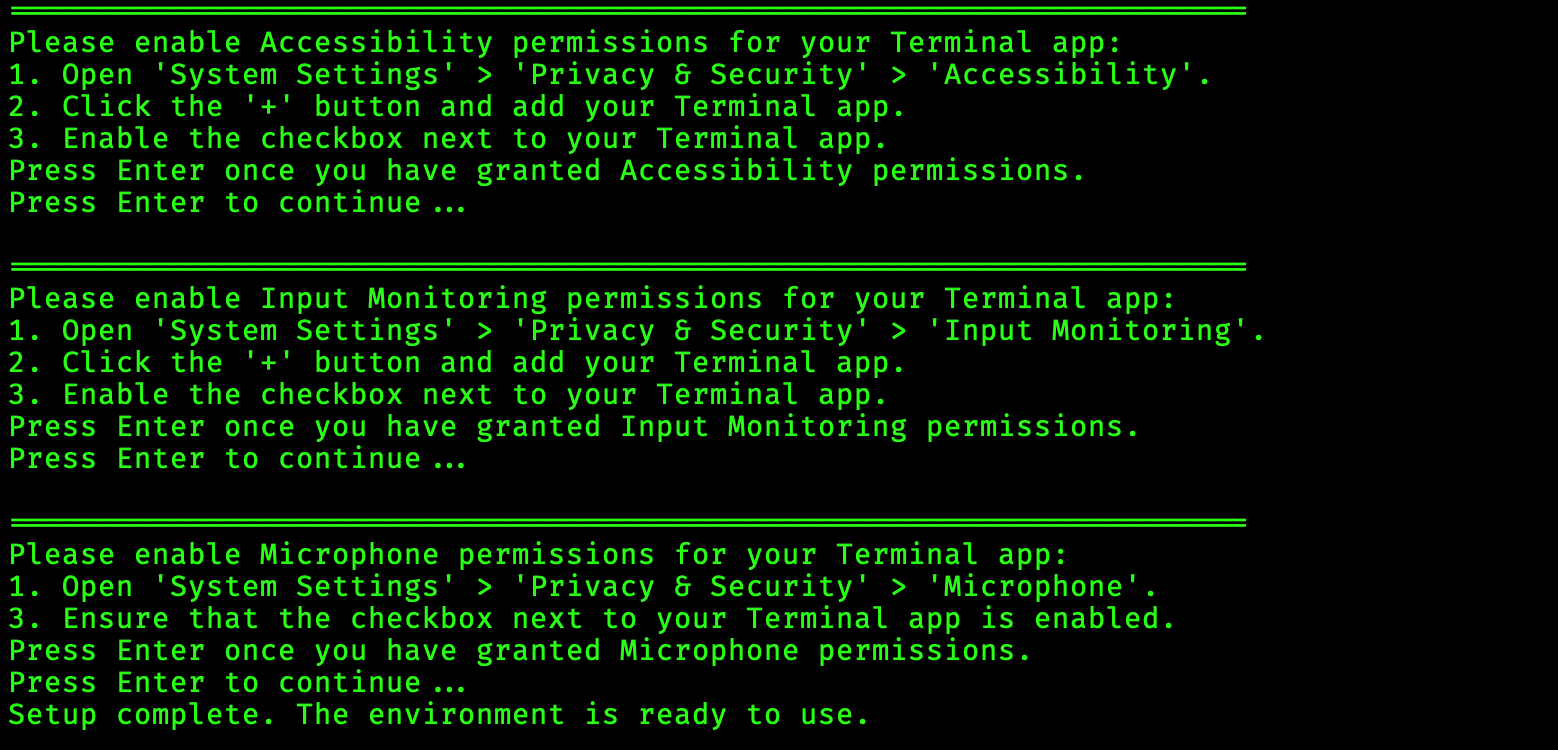 Please enable Accessibility permissions for your Terminal app:
1. Open 'System Settings' > 'Privacy & Security' > 'Accessibility'.
2. Click the '+' button and add your Terminal app.
3. Enable the checkbox next to your Terminal app.
Press Enter once you have granted Accessibility permissions.
Press Enter to continue...
Please enable Input Monitoring permissions for your Terminal app:
1. Open 'System Settings' > 'Privacy & Security' > 'Input Monitoring'.
2. Click the '+' button and add your Terminal app.
3. Enable the checkbox next to your Terminal app.
Press Enter once you have granted Input Monitoring permissions.
Press Enter to continue...
Please enable Microphone permissions for your Terminal app:
1. Open 'System Settings' > 'Privacy & Security' > 'Microphone'.
3. Ensure that the checkbox next to your Terminal app is enabled.
Press Enter once you have granted Microphone permissions.
Press Enter to continue...
Setup complete. The environment is ready to use.